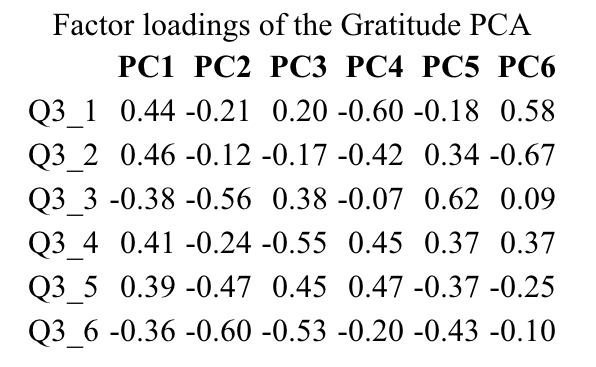 Factor loadings of the Gratitude PCA
PC1 PC2 PC3 PC4 PC5 PC6
Q3_1 0.44 -0.21 0.20 -0.60 -0.18 0.58
Q3_2 0.46 -0.12 -0.17 -0.42 0.34 -0.67
Q3_3 -0.38 -0.56 0.38 -0.07 0.62 0.09
Q3_4 0.41 -0.24 -0.55 0.45 0.37 0.37
Q3_5 0.39 -0.47 0.45 0.47 -0.37 -0.25
Q3_6 -0.36 -0.60 -0.53 -0.20 -0.43 -0.10